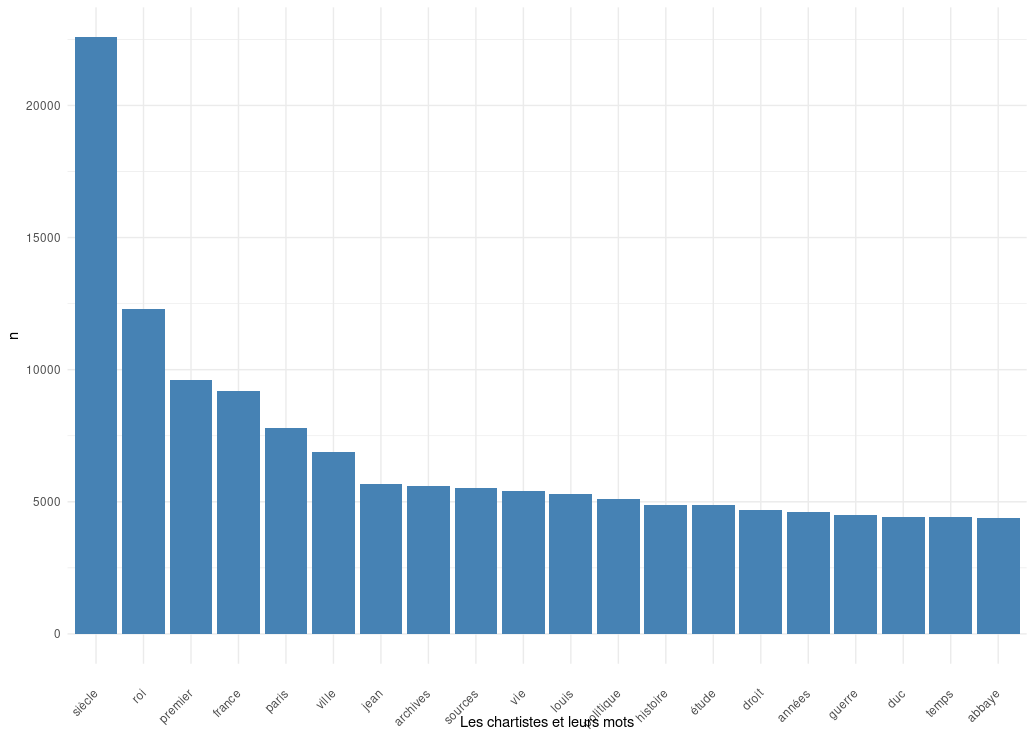 20000
15000
10000
5000
0
n
siècle
roi
premier
france
paris
ville
jean
archives
sources
vie
louis
politique
histoire
étude
droit
années
guerre
duc
temps
abbaye
Les chartistes et leurs mots